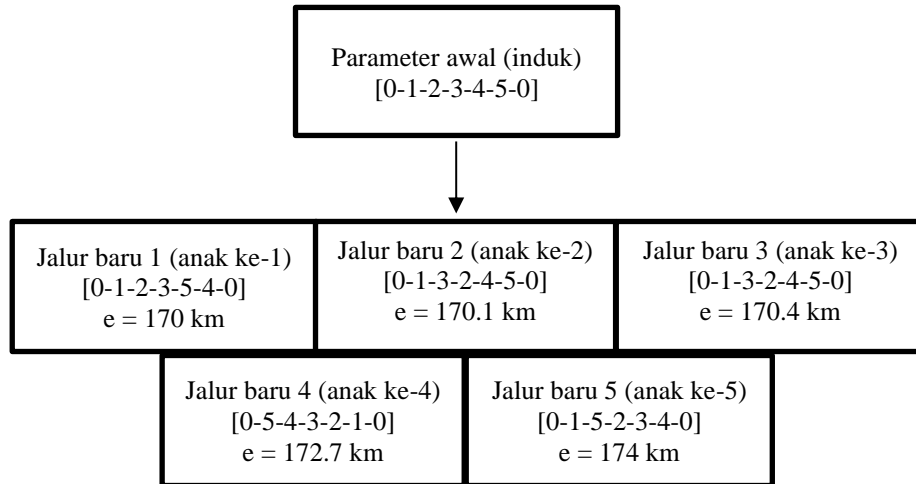 Parameter awal (induk)
[0-1-2-3-4-5-0]
Jalur baru 1 (anak ke-1)
[0-1-2-3-5-4-0]
e = 170 km
Jalur baru 2 (anak ke-2)
[0-1-3-2-4-5-0]
e = 170.1 km
Jalur baru 3 (anak ke-3)
[0-1-3-2-4-5-0]
e = 170.4 km
Jalur baru 4 (anak ke-4)
[0-5-4-3-2-1-0]
e = 172.7 km
Jalur baru 5 (anak ke-5)
[0-1-5-2-3-4-0]
e = 174 km